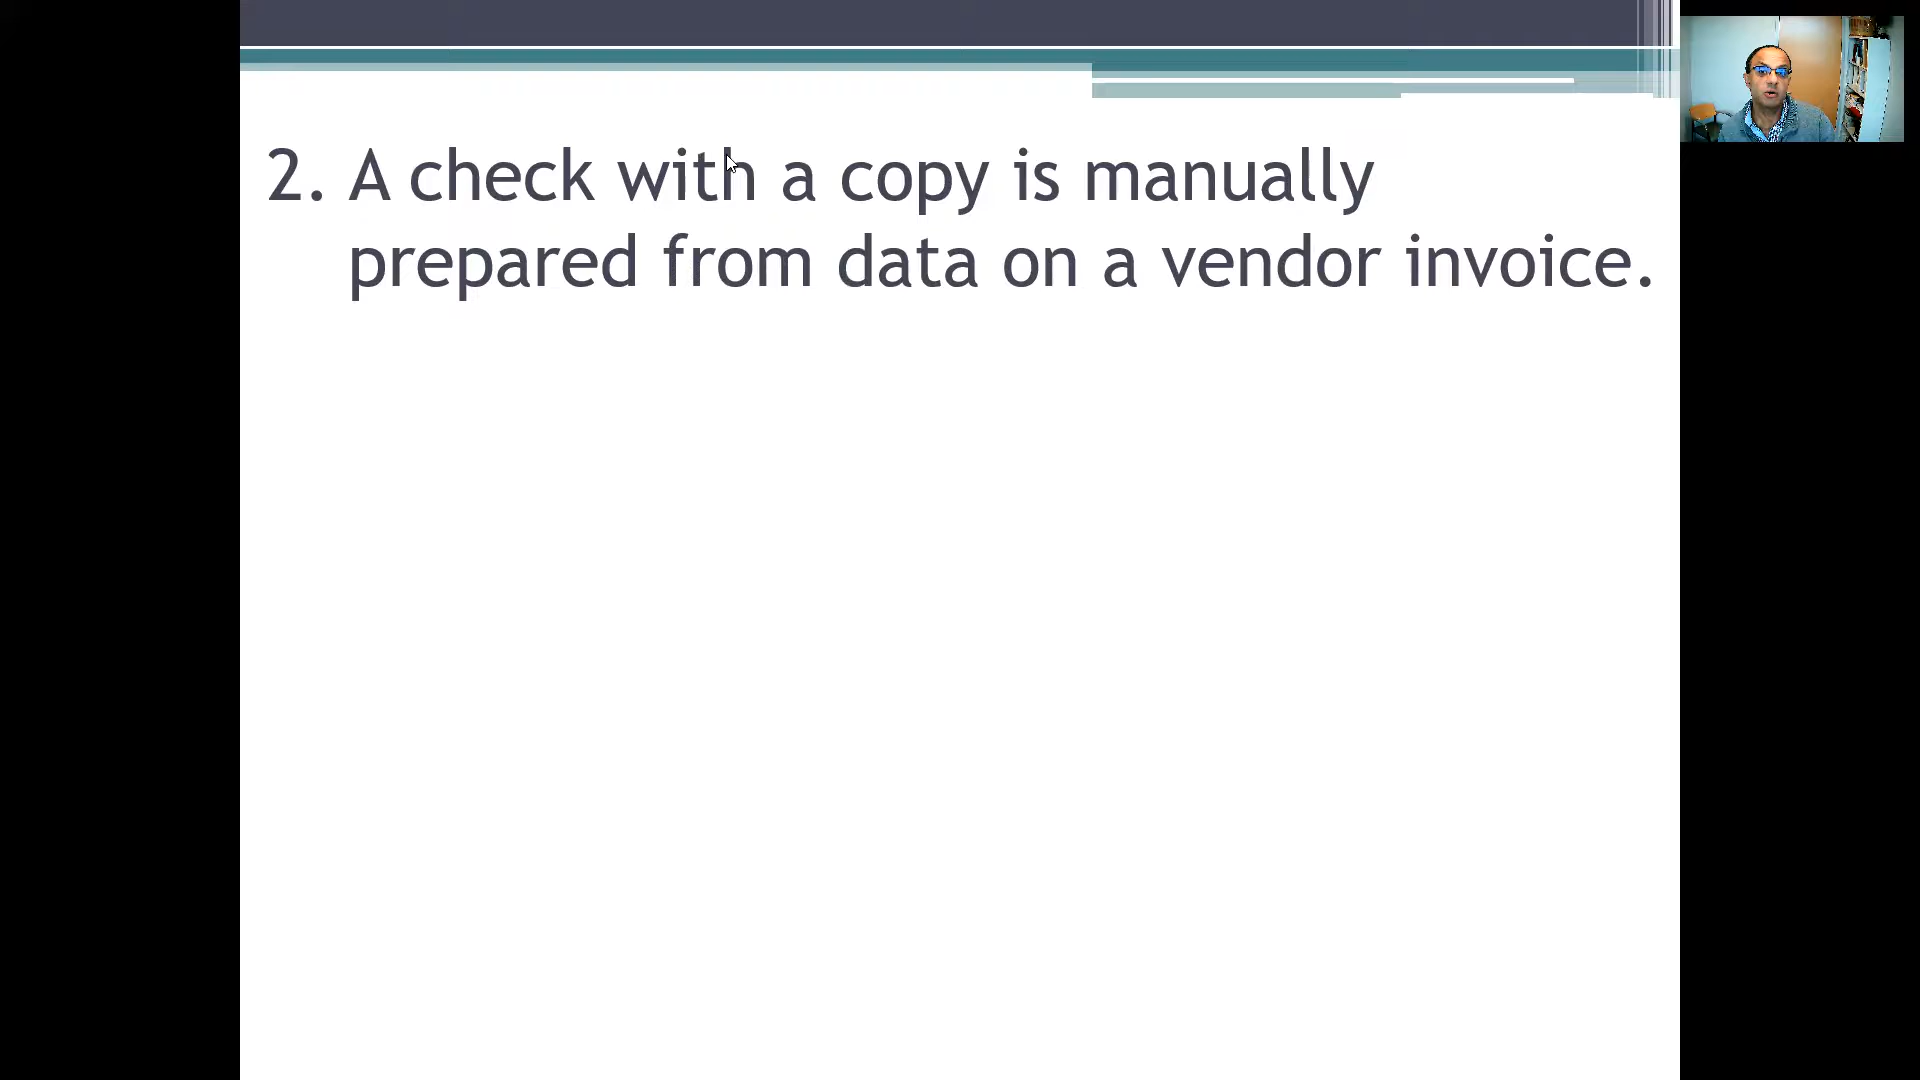 2. A check with a copy is manually
prepared from data on a vendor invoice.